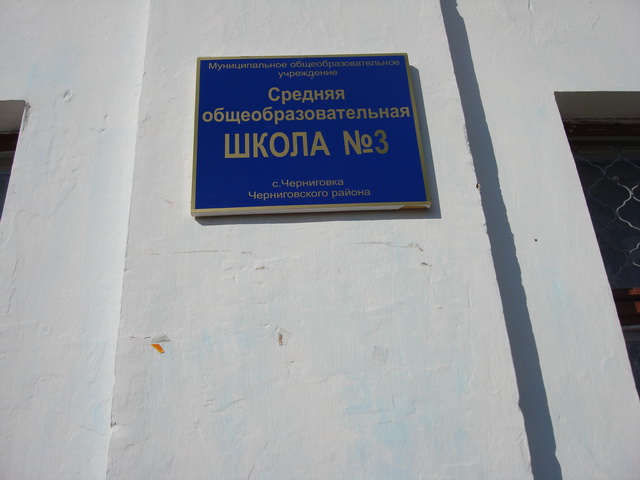 Муниципальное общеобразовательное
учреждение
Средняя
общеобразовательная
ШКОЛА №3
с.Черниговка
Черниговского района